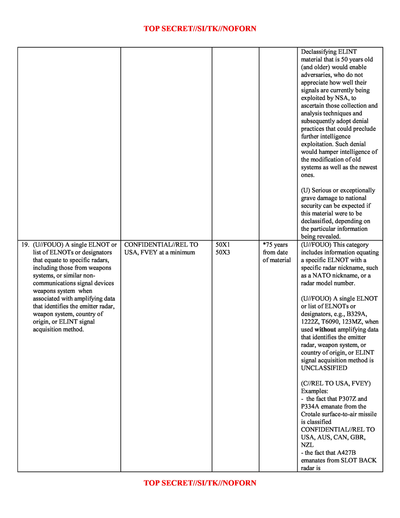 TOP SECRET//SI/TK//NOFORN
Declassifying ELINT
material that is 50 years old
(and older) would enable
adversaries, who do not
appreciate how well their
signals are currently being
exploited by NSA, to
ascertain those collection and
analysis techniques and
subsequently adopt denial
practices that could preclude
further intelligence
exploitation. Such denial
would hamper intelligence of
the modification of old
systems as well as the newest
ones.
(U) Serious or exceptionally
grave damage to national
security can be expected if
this material were to be
declassified, depending on
the particular information
being revealed.
19. (U//FOUO) A single ELNOT or
list of ELNOTs or designators
that equate to specific radars,
including those from weapons
systems, or similar non-
communications signal devices
weapons system when
associated with amplifying data
that identifies the emitter radar,
weapon system, country of
origin, or ELINT signal
acquisition method.
CONFIDENTIAL//REL TO
USA, FVEY at a minimum
50X1
50X3
*75 years
from date
of material
(U//FOUO) This category
includes information equating
a specific ELNOT with a
specific radar nickname, such
as a NATO nickname, or a
radar model number.
(U//FOUO) A single ELNOT
or list of ELNOTs or
designators, e.g., B329A,
1222Z, T6090, 123MZ, when
used without amplifying data
that identifies the emitter
radar, weapon system, or
country of origin, or ELINT
signal acquisition method is
UNCLASSIFIED
(C//REL TO USA, FVEY)
Examples:
- the fact that P307Z and
P334A emanate from the
Crotale surface-to-air missile
is classified
CONFIDENTIAL//REL TO
USA, AUS, CAN, GBR,
NZL
- the fact that A427B
emanates from SLOT BACK
radar is
TOP SECRET//SI/TK//NOFORN